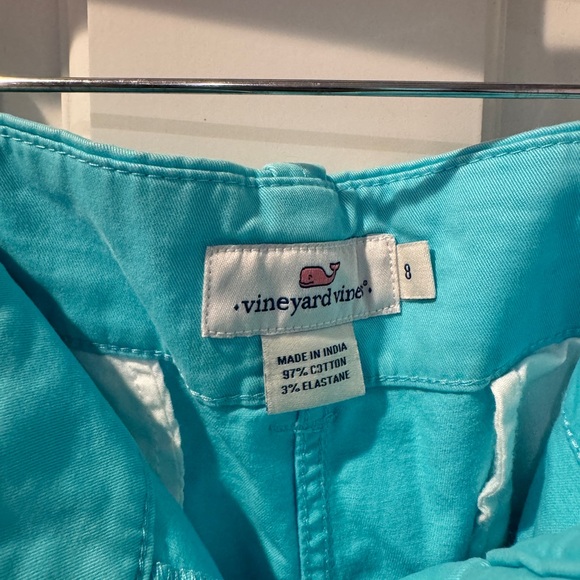 vineyard vines®
8
MADE IN INDIA
97% COTTON
3% ELASTANE